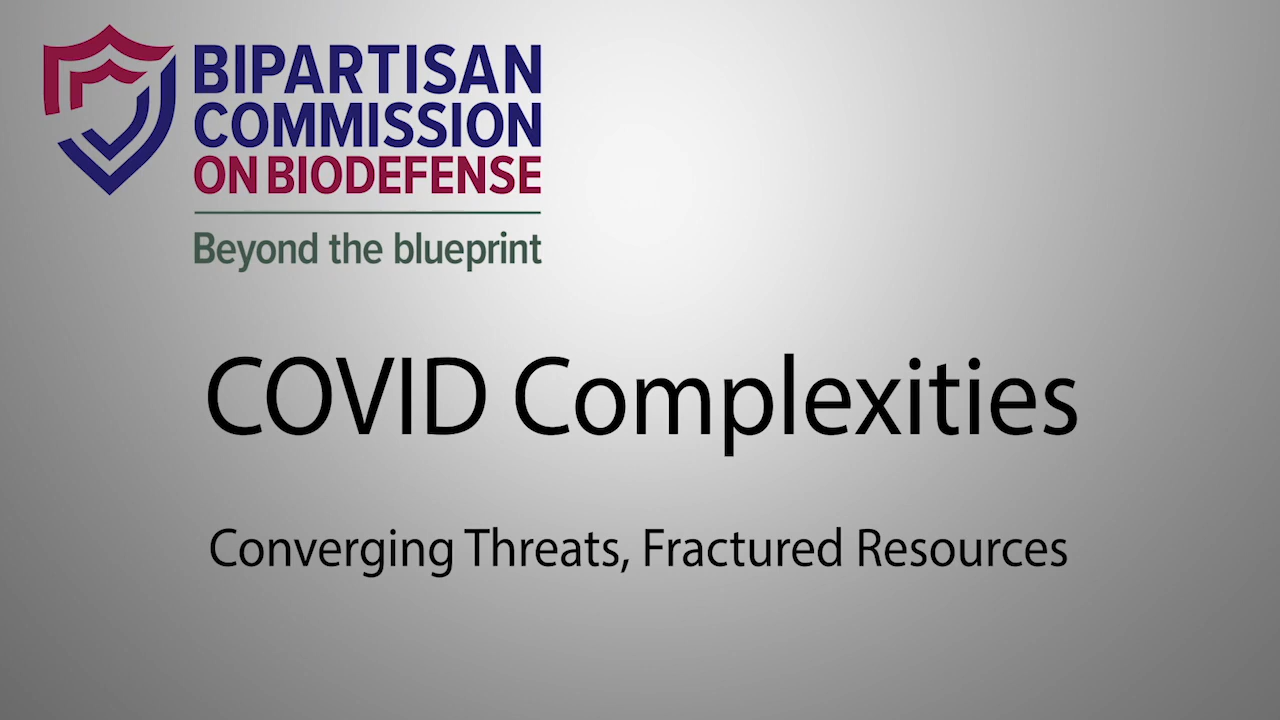 BIPARTISAN
COMMISSION
ON BIODEFENSE
Beyond the blueprint
COVID Complexities
Converging Threats, Fractured Resources